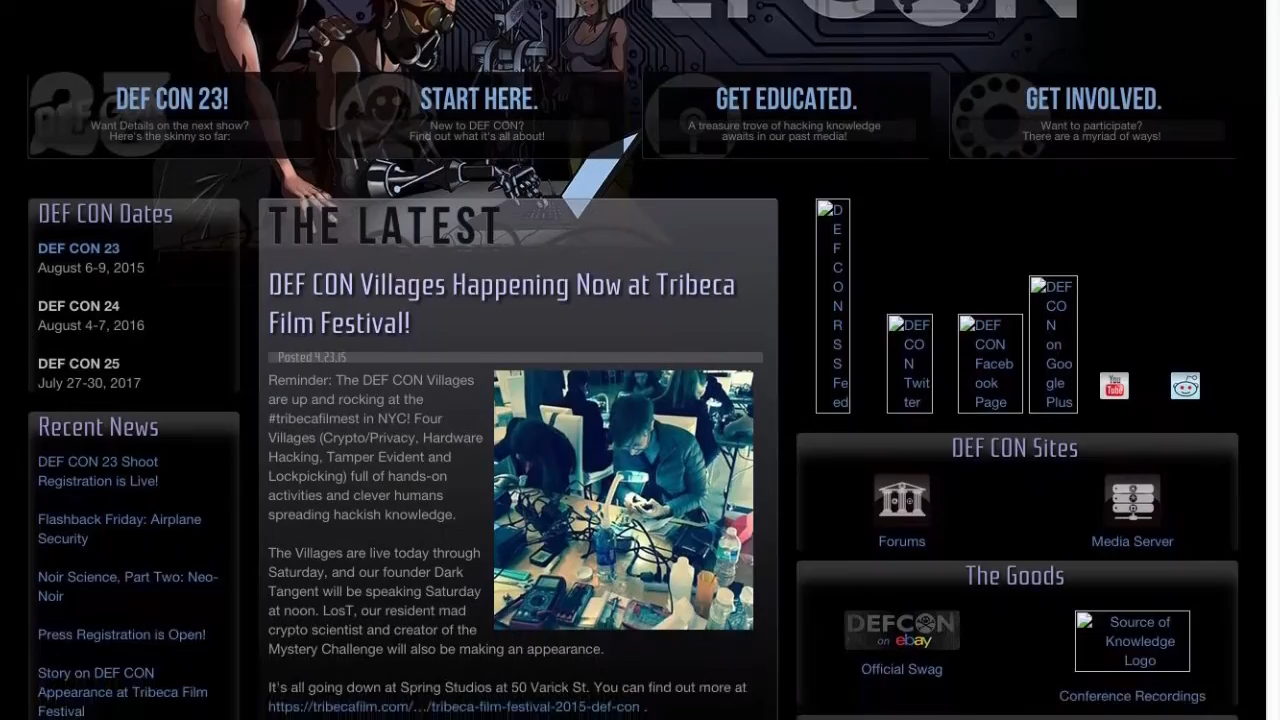 DEFCON
DEF CON 23!
Want Details on the next show?
Here's the skinny so far:
START HERE.
New to DEF CON?
Find out what it's all about!
GET EDUCATED.
A treasure trove of hacking knowledge
awaits in our past media!
GET INVOLVED.
Want to participate?
There are a myriad of ways!
DEF CON Dates
DEF CON 23
August 6-9, 2015
DEF CON 24
August 4-7, 2016
DEF CON 25
July 27-30, 2017
Recent News
DEF CON 23 Shoot
Registration is Live!
Flashback Friday: Airplane
Security
Noir Science, Part Two: Neo-
Noir
Press Registration is Open!
Story on DEF CON
Appearance at Tribeca Film
Festival
THE LATEST
DEF CON Villages Happening Now at Tribeca
Film Festival!
Posted 4.23.15
Reminder: The DEF CON Villages
are up and rocking at the
#tribecafilmest in NYC! Four
Villages (Crypto/Privacy, Hardware
Hacking, Tamper Evident and
Lockpicking) full of hands-on
activities and clever humans
spreading hackish knowledge.
The Villages are live today through
Saturday, and our founder Dark
Tangent will be speaking Saturday
at noon. LosT, our resident mad
crypto scientist and creator of the
Mystery Challenge will also be making an appearance.
It's all going down at Spring Studios at 50 Varick St. You can find out more at
https://tribecafilm.com/…/tribeca-film-festival-2015-def-con .
D
E
F
C
O
N
R
S
S
Fe
ed
DEF
CO
N
Twit
ter
DEF
CON
Faceb
ook
Page
DEF
CO
N
on
Goo
gle
Plus
You
Tube
DEF CON Sites
Forums
Media Server
The Goods
DEFCON
on ebay
Official Swag
Source of
Knowledge
Logo
Conference Recordings